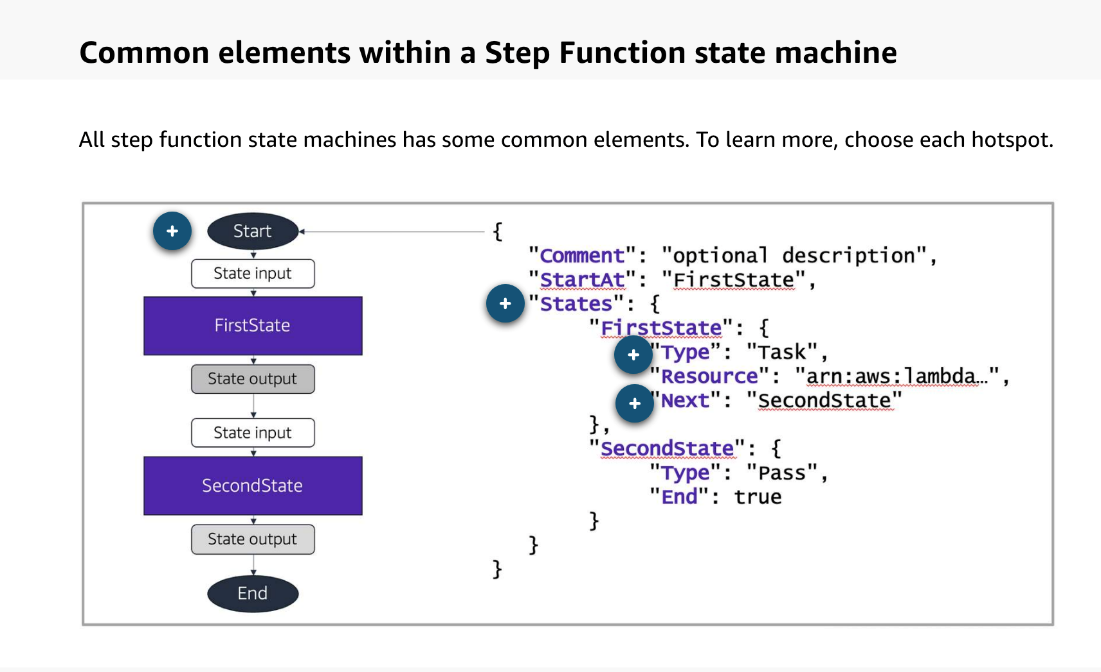 Common elements within a Step Function state machine
All step function state machines has some common elements. To learn more, choose each hotspot.
+
Start
State input
FirstState
State output
State input
SecondState
State output
End
{
"Comment": "optional description",
"StartAt": "FirstState",
+ "States": {
"FirstState": {
+ "Type”: "Task",
"Resource": "arn:aws:lambda…",
+ "Next": "SecondState"
},
"SecondState": {
"Type": "Pass",
"End": true
}
}
}